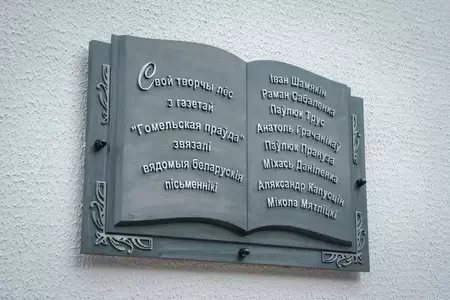 Свой творчы лёс
з газетай
"Гомельская праўда"
звязалі
вядомыя беларускія
пісьменнікі
Іван Шамякін
Раман Сабаленка
Паўлюк Трус
Анатоль Грачанікаў
Паўлюк Прануза
Міхась Даніленка
Аляксандр Капусцін
Мікола Мятліцкі